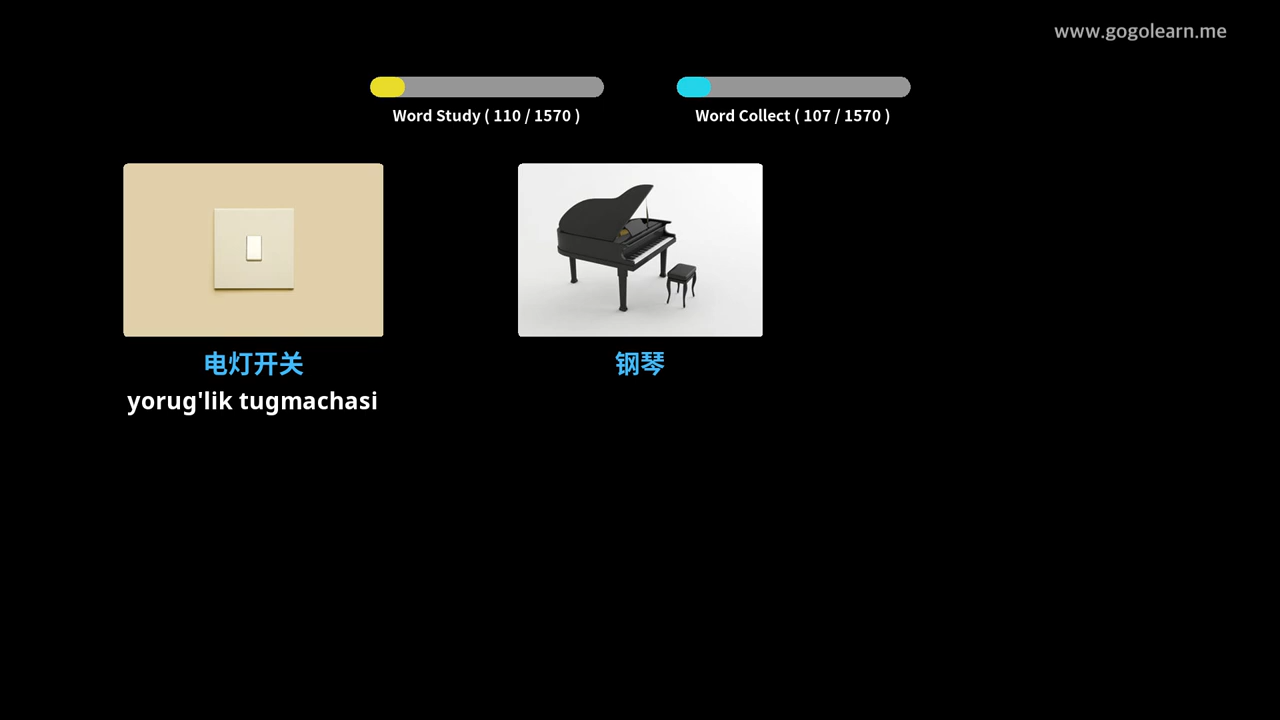 www.gogolearn.me
Word Study ( 110 / 1570 )
Word Collect ( 107 / 1570 )
电灯开关
yorug'lik tugmachasi
钢琴